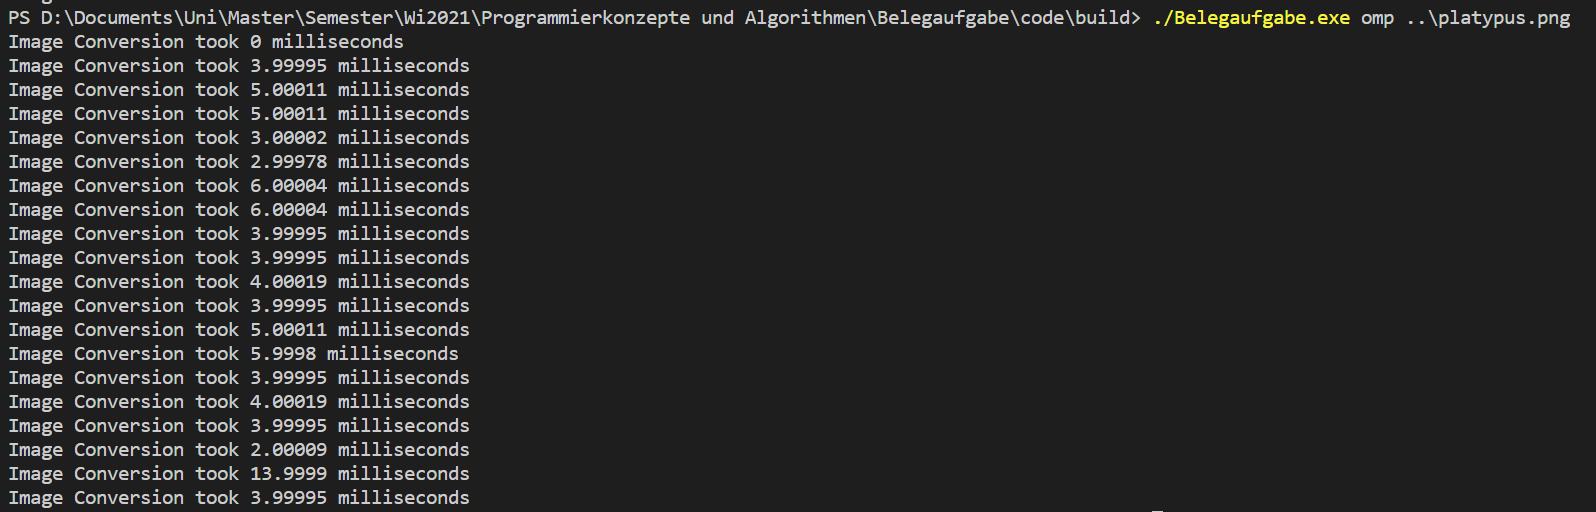 PS D:\Documents\Uni\Master\Semester\Wi2021\Programmierkonzepte und Algorithmen\Belegaufgabe\code\build> ./Belegaufgabe.exe omp ..\platypus.png
Image Conversion took 0 milliseconds
Image Conversion took 3.99995 milliseconds
Image Conversion took 5.00011 milliseconds
Image Conversion took 5.00011 milliseconds
Image Conversion took 3.00002 milliseconds
Image Conversion took 2.99978 milliseconds
Image Conversion took 6.00004 milliseconds
Image Conversion took 6.00004 milliseconds
Image Conversion took 3.99995 milliseconds
Image Conversion took 3.99995 milliseconds
Image Conversion took 4.00019 milliseconds
Image Conversion took 3.99995 milliseconds
Image Conversion took 5.00011 milliseconds
Image Conversion took 5.9998 milliseconds
Image Conversion took 3.99995 milliseconds
Image Conversion took 4.00019 milliseconds
Image Conversion took 3.99995 milliseconds
Image Conversion took 2.00009 milliseconds
Image Conversion took 13.9999 milliseconds
Image Conversion took 3.99995 milliseconds